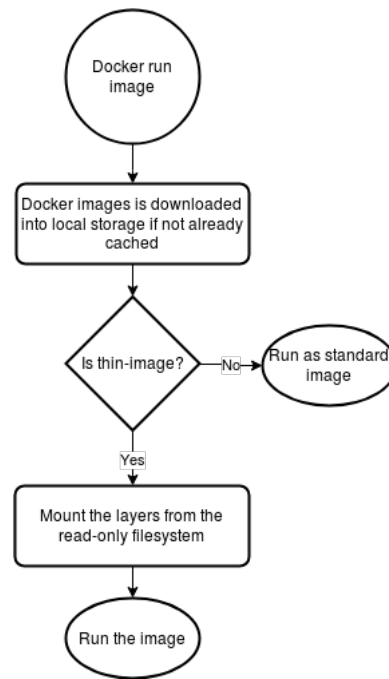 Docker run
image
Docker images is downloaded
into local storage if not already
cached
Is thin-image?
No
Run as standard
image
Yes
Mount the layers from the
read-only filesystem
Run the image